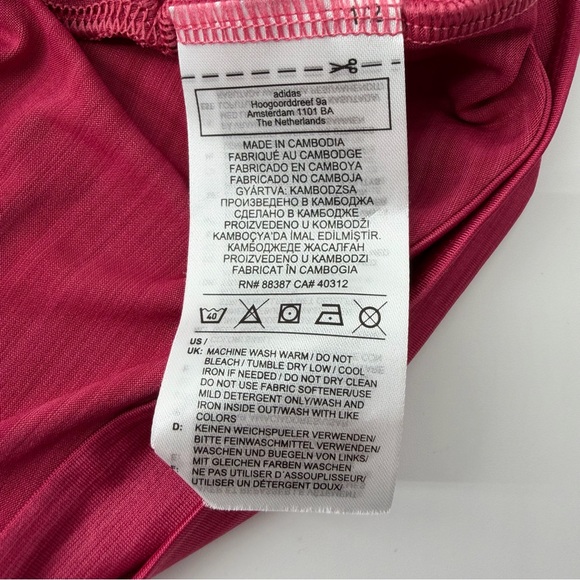 12
adidas
Hoogoorddreef 9a
Amsterdam 1101 BA
The Netherlands
MADE IN CAMBODIA
FABRIQUÉ AU CAMBODGE
FABRICADO EN CAMBOYA
FABRICADO NO CAMBOJA
GYÁRTVA: KAMBODZSA
ПРОИЗВЕДЕНО В КАМБОДЖА
СДЕЛАНО В КАМБОДЖЕ
PROIZVEDENO U KOMBODŽI
KAMBOÇYA'DA İMAL EDİLMİŞTİR.
КАМБОДЖЕДЕ ЖАСАЛҒАН
PROIZVEDENO U KAMBODZI
FABRICAT ÎN CAMBOGIA
RN# 88387 CA# 40312
40
US /
UK: MACHINE WASH WARM / DO NOT
BLEACH / TUMBLE DRY LOW / COOL
IRON IF NEEDED / DO NOT DRY CLEAN
DO NOT USE FABRIC SOFTENER/USE
MILD DETERGENT ONLY/WASH AND
IRON INSIDE OUT/WASH WITH LIKE
COLORS
D: KEINEN WEICHSPUELER VERWENDEN/
BITTE FEINWASCHMITTEL VERWENDEN/
WASCHEN UND BUEGELN VON LINKS/
MIT GLEICHEN FARBEN WASCHEN
F: NE PAS UTILISER D'ASSOUPLISSEUR/
UTILISER UN DETERGENT DOUX/